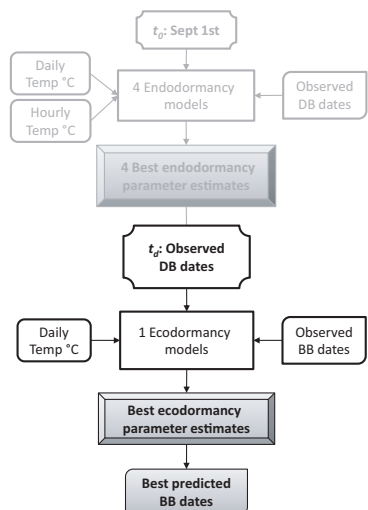 t0: Sept 1st
Daily
Temp °C
Hourly
Temp °C
4 Endodormancy
models
Observed
DB dates
4 Best endodormancy
parameter estimates
td: Observed
DB dates
Daily
Temp °C
1 Ecodormancy
models
Observed
BB dates
Best ecodormancy
parameter estimates
Best predicted
BB dates